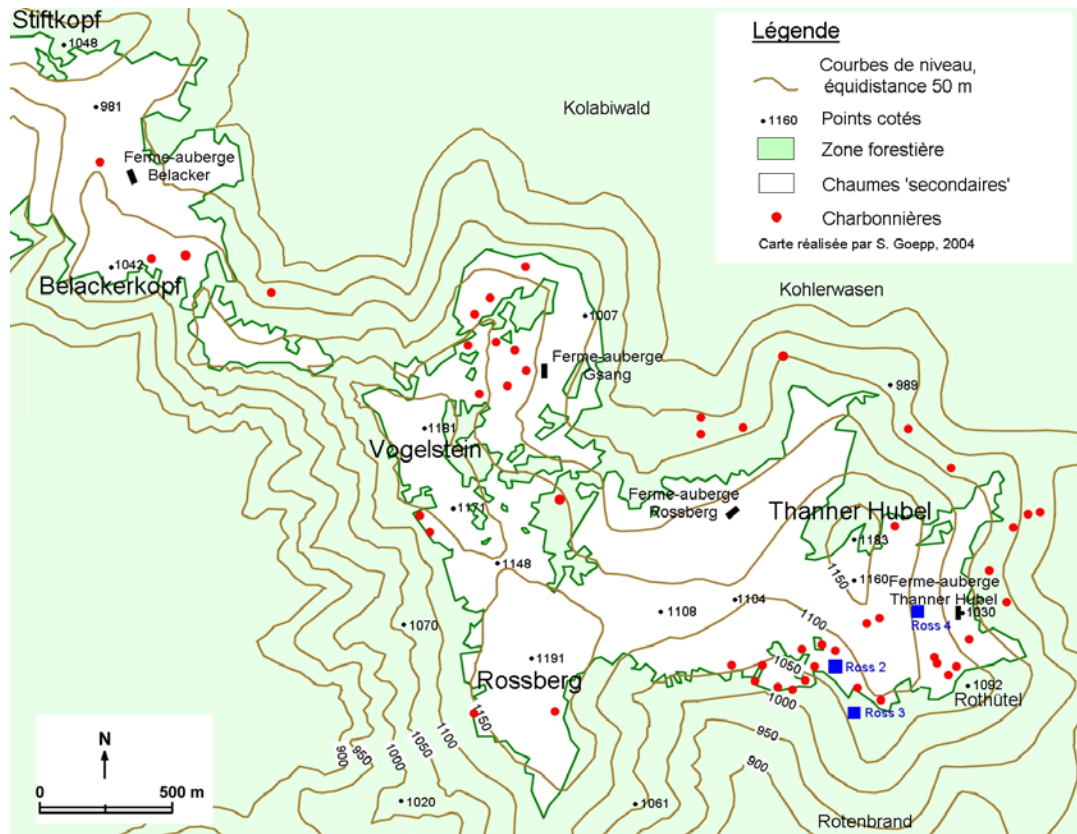 Stiftkopf
1048
981
Ferme-auberge
Belacker
1042
Belackerkopf
Kolabiwald
Légende
Courbes de niveau,
équidistance 50 m
1160 Points cotés
Zone forestière
Chaumes 'secondaires'
Charbonnières
Carte réalisée par S. Goepp, 2004
Kohlerwasen
1007
Ferme-auberge
Gsang
989
1181
Vogelstein
1171
Ferme-auberge
Rossberg
Thanner Hubel
1183
1148
1150
1160
Ferme-auberge
Thanner Hubel
1030
1108
1104
1100
Ross 4
1070
1191
Rossberg
1050
Ross 2
1092
Rothütel
1000
Ross 3
1150
1100
1050
1000
950
900
950
900
N
0 500 m
1020
1061
Rotenbrand